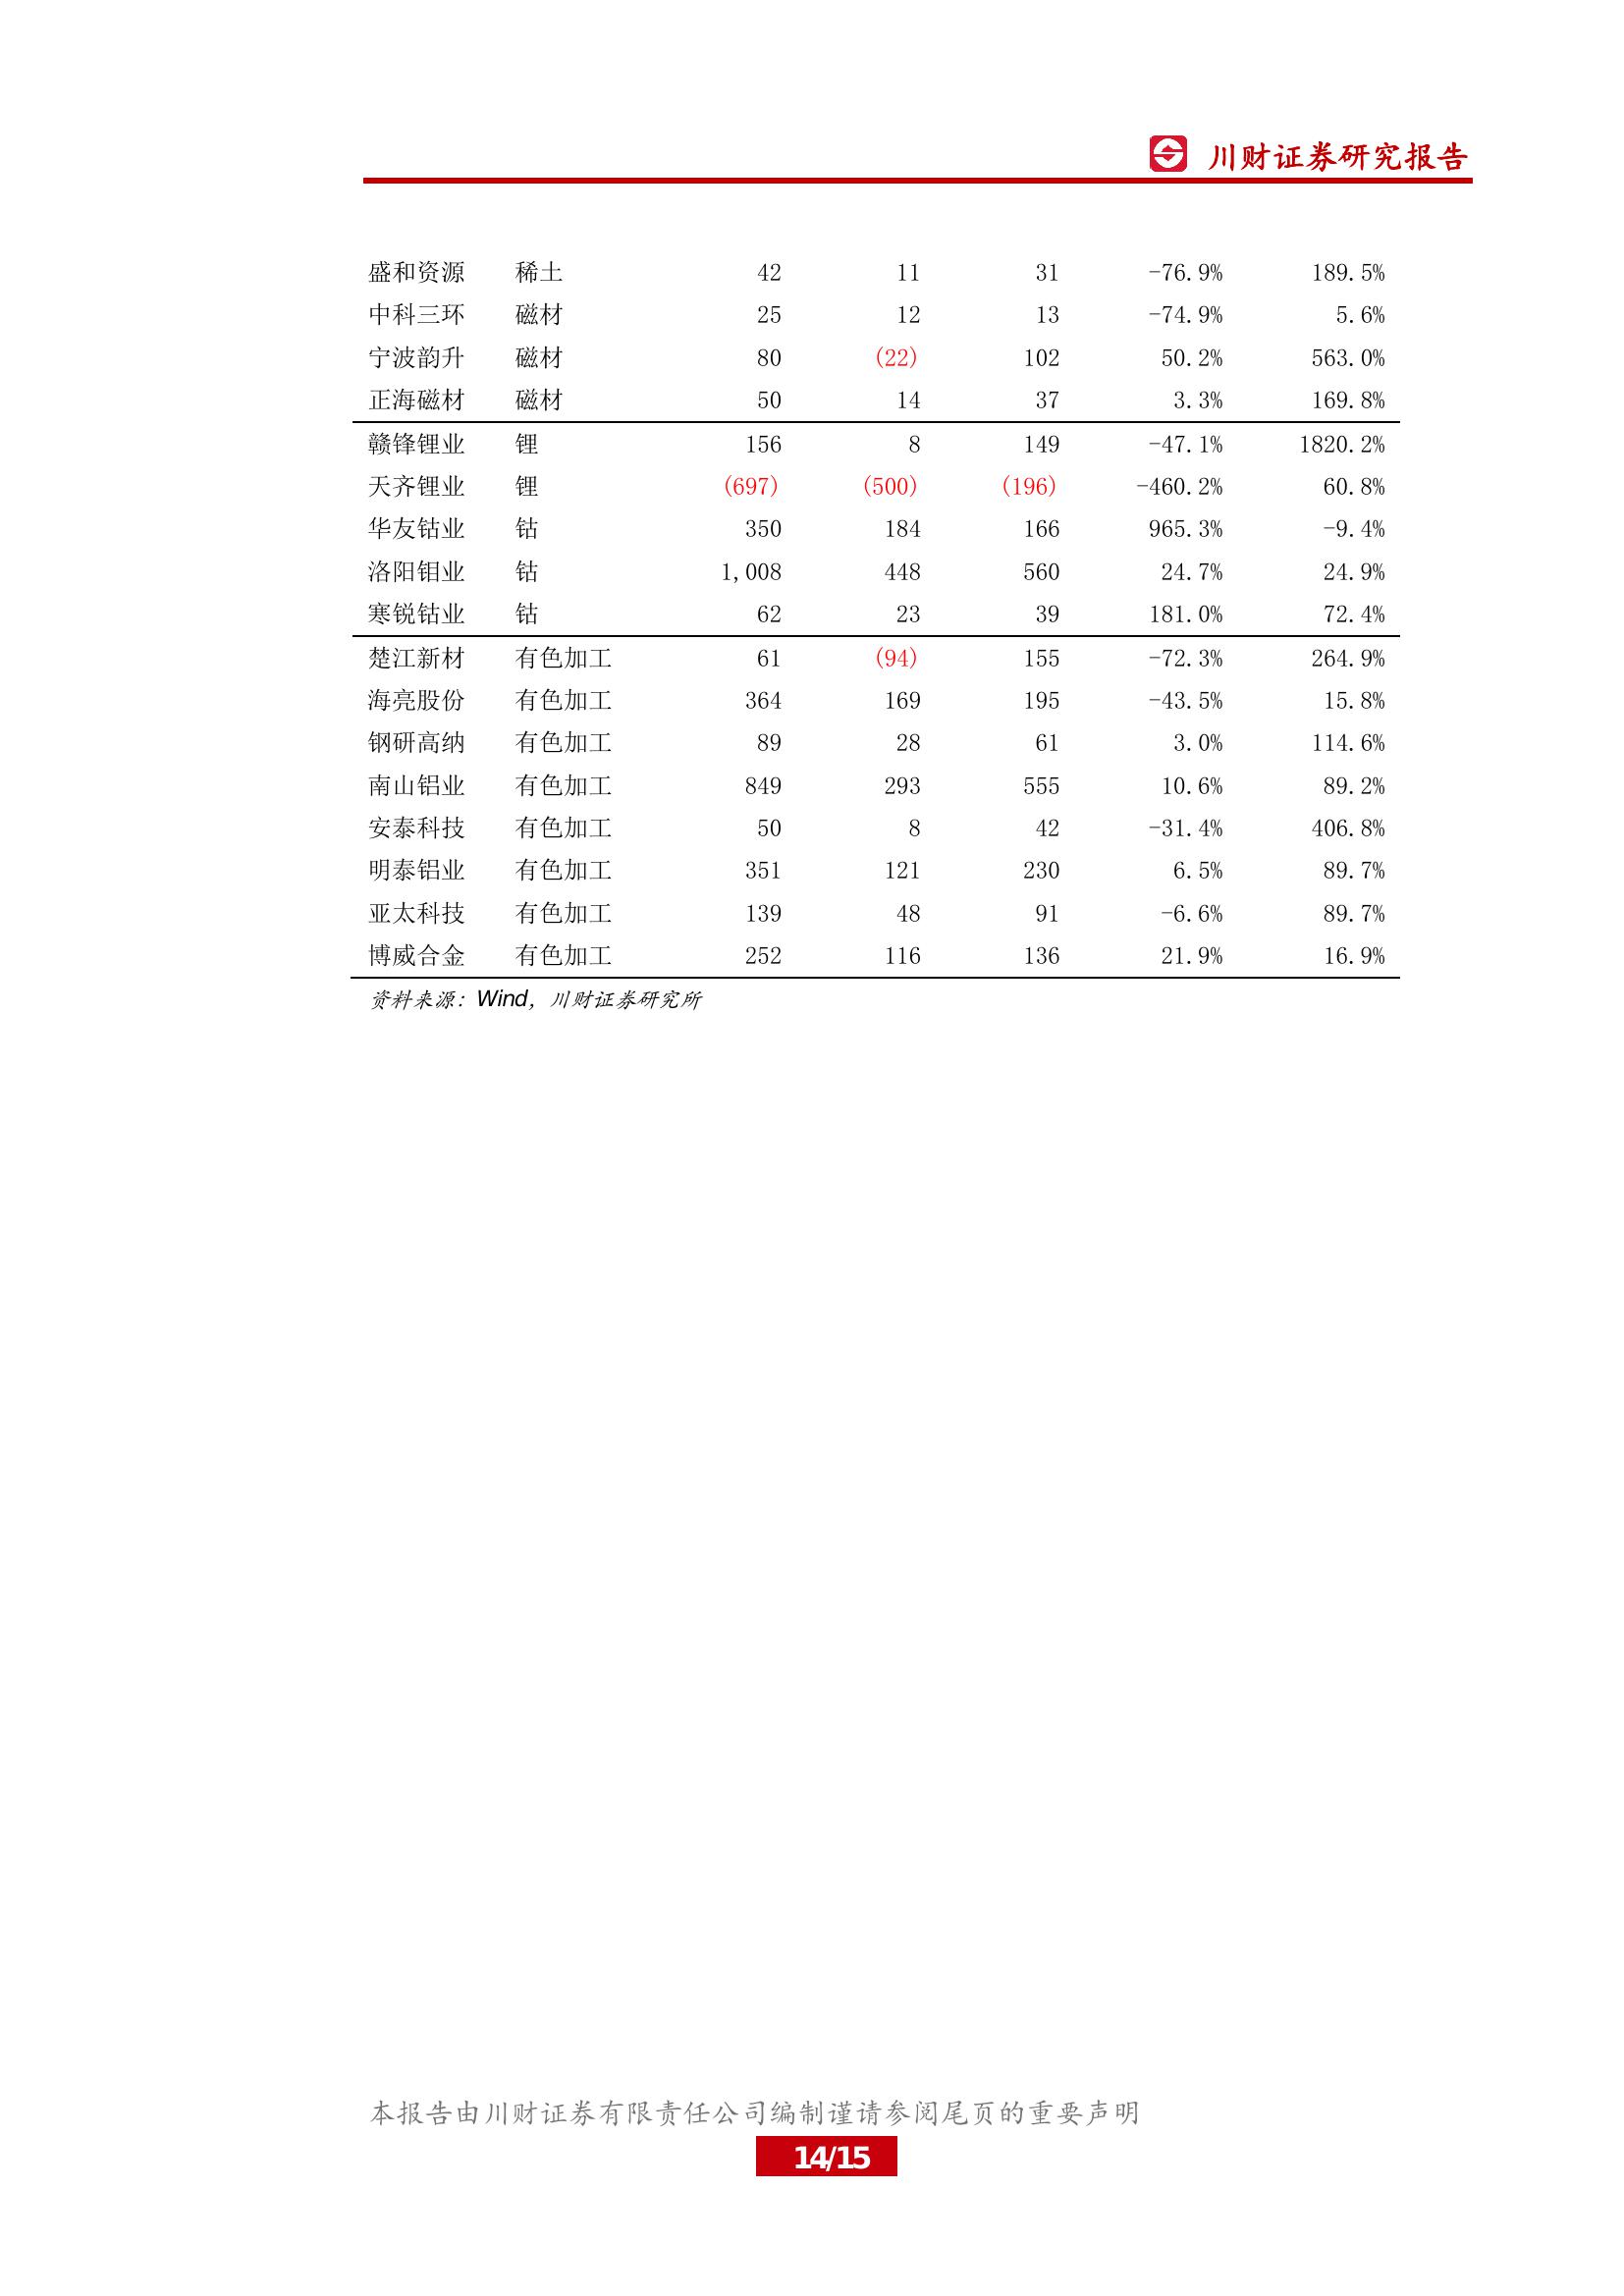 川财证券研究报告
盛和资源 稀土 42 11 31 -76.9% 189.5%
中科三环 磁材 25 12 13 -74.9% 5.6%
宁波韵升 磁材 80 (22) 102 50.2% 563.0%
正海磁材 磁材 50 14 37 3.3% 169.8%
赣锋锂业 锂 156 8 149 -47.1% 1820.2%
天齐锂业 锂 (697) (500) (196) -460.2% 60.8%
华友钴业 钴 350 184 166 965.3% -9.4%
洛阳钼业 钴 1,008 448 560 24.7% 24.9%
寒锐钴业 钴 62 23 39 181.0% 72.4%
楚江新材 有色加工 61 (94) 155 -72.3% 264.9%
海亮股份 有色加工 364 169 195 -43.5% 15.8%
钢研高纳 有色加工 89 28 61 3.0% 114.6%
南山铝业 有色加工 849 293 555 10.6% 89.2%
安泰科技 有色加工 50 8 42 -31.4% 406.8%
明泰铝业 有色加工 351 121 230 6.5% 89.7%
亚太科技 有色加工 139 48 91 -6.6% 89.7%
博威合金 有色加工 252 116 136 21.9% 16.9%
资料来源：Wind，川财证券研究所
本报告由川财证券有限责任公司编制谨请参阅尾页的重要声明
14/15